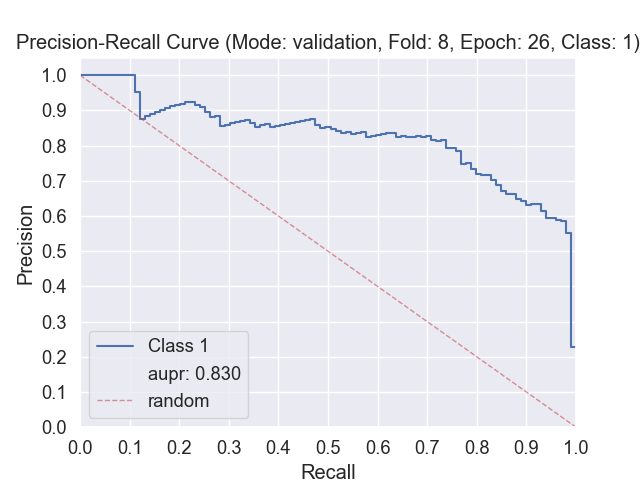 Precision-Recall Curve (Mode: validation, Fold: 8, Epoch: 26, Class: 1)
1.0
0.9
0.8
0.7
0.6
0.5
0.4
0.3
0.2
0.1
0.0
Precision
Class 1
aupr: 0.830
random
0.0 0.1 0.2 0.3 0.4 0.5 0.6 0.7 0.8 0.9 1.0
Recall